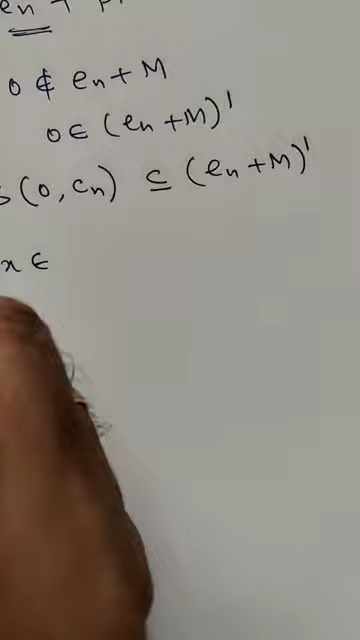 en +
0 ∉ en + M
0 ∈ (en + M)'
(0, cn) ⊆ (en + M)'
x ∈